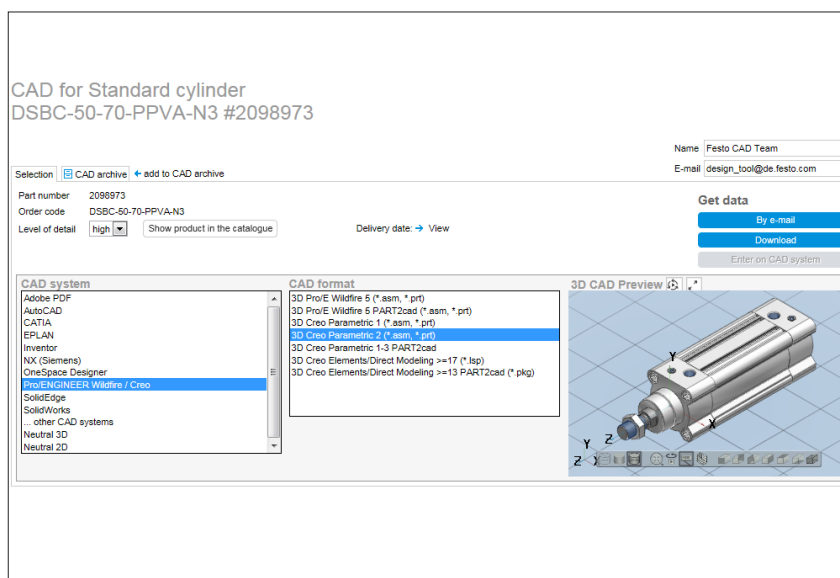 CAD for Standard cylinder
DSBC-50-70-PPVA-N3 #2098973
Name Festo CAD Team
E-mail design_tool@de.festo.com
Selection CAD archive add to CAD archive
Part number 2098973
Order code DSBC-50-70-PPVA-N3
Level of detail high Show product in the catalogue Delivery date: View
Get data
By e-mail
Download
Enter on CAD system
CAD system
Adobe PDF
AutoCAD
CATIA
EPLAN
Inventor
NX (Siemens)
OneSpace Designer
Pro/ENGINEER Wildfire / Creo
SolidEdge
SolidWorks
... other CAD systems
Neutral 3D
Neutral 2D
CAD format
3D Pro/E Wildfire 5 (*.asm, *.prt)
3D Pro/E Wildfire 5 PART2cad (*.asm, *.prt)
3D Creo Parametric 1 (*.asm, *.prt)
3D Creo Parametric 2 (*.asm, *.prt)
3D Creo Parametric 1-3 PART2cad
3D Creo Elements/Direct Modeling >=17 (*.lsp)
3D Creo Elements/Direct Modeling >=13 PART2cad (*.pkg)
3D CAD Preview
Y
X
Z
Y
Z X